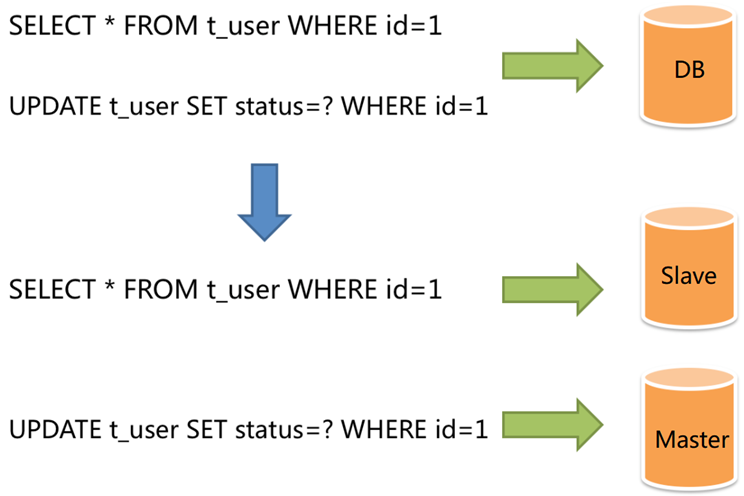 SELECT * FROM t_user WHERE id=1
DB
UPDATE t_user SET status=? WHERE id=1
SELECT * FROM t_user WHERE id=1
Slave
UPDATE t_user SET status=? WHERE id=1
Master